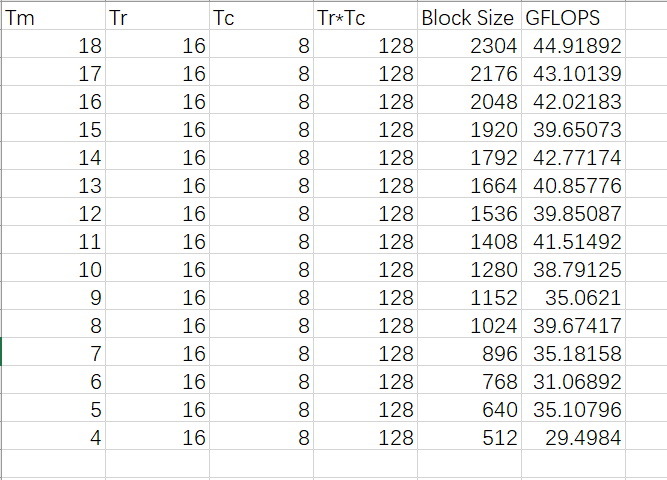 Tm Tr Tc Tr*Tc Block Size GFLOPS
18 16 8 128 2304 44.91892
17 16 8 128 2176 43.10139
16 16 8 128 2048 42.02183
15 16 8 128 1920 39.65073
14 16 8 128 1792 42.77174
13 16 8 128 1664 40.85776
12 16 8 128 1536 39.85087
11 16 8 128 1408 41.51492
10 16 8 128 1280 38.79125
9 16 8 128 1152 35.0621
8 16 8 128 1024 39.67417
7 16 8 128 896 35.18158
6 16 8 128 768 31.06892
5 16 8 128 640 35.10796
4 16 8 128 512 29.4984